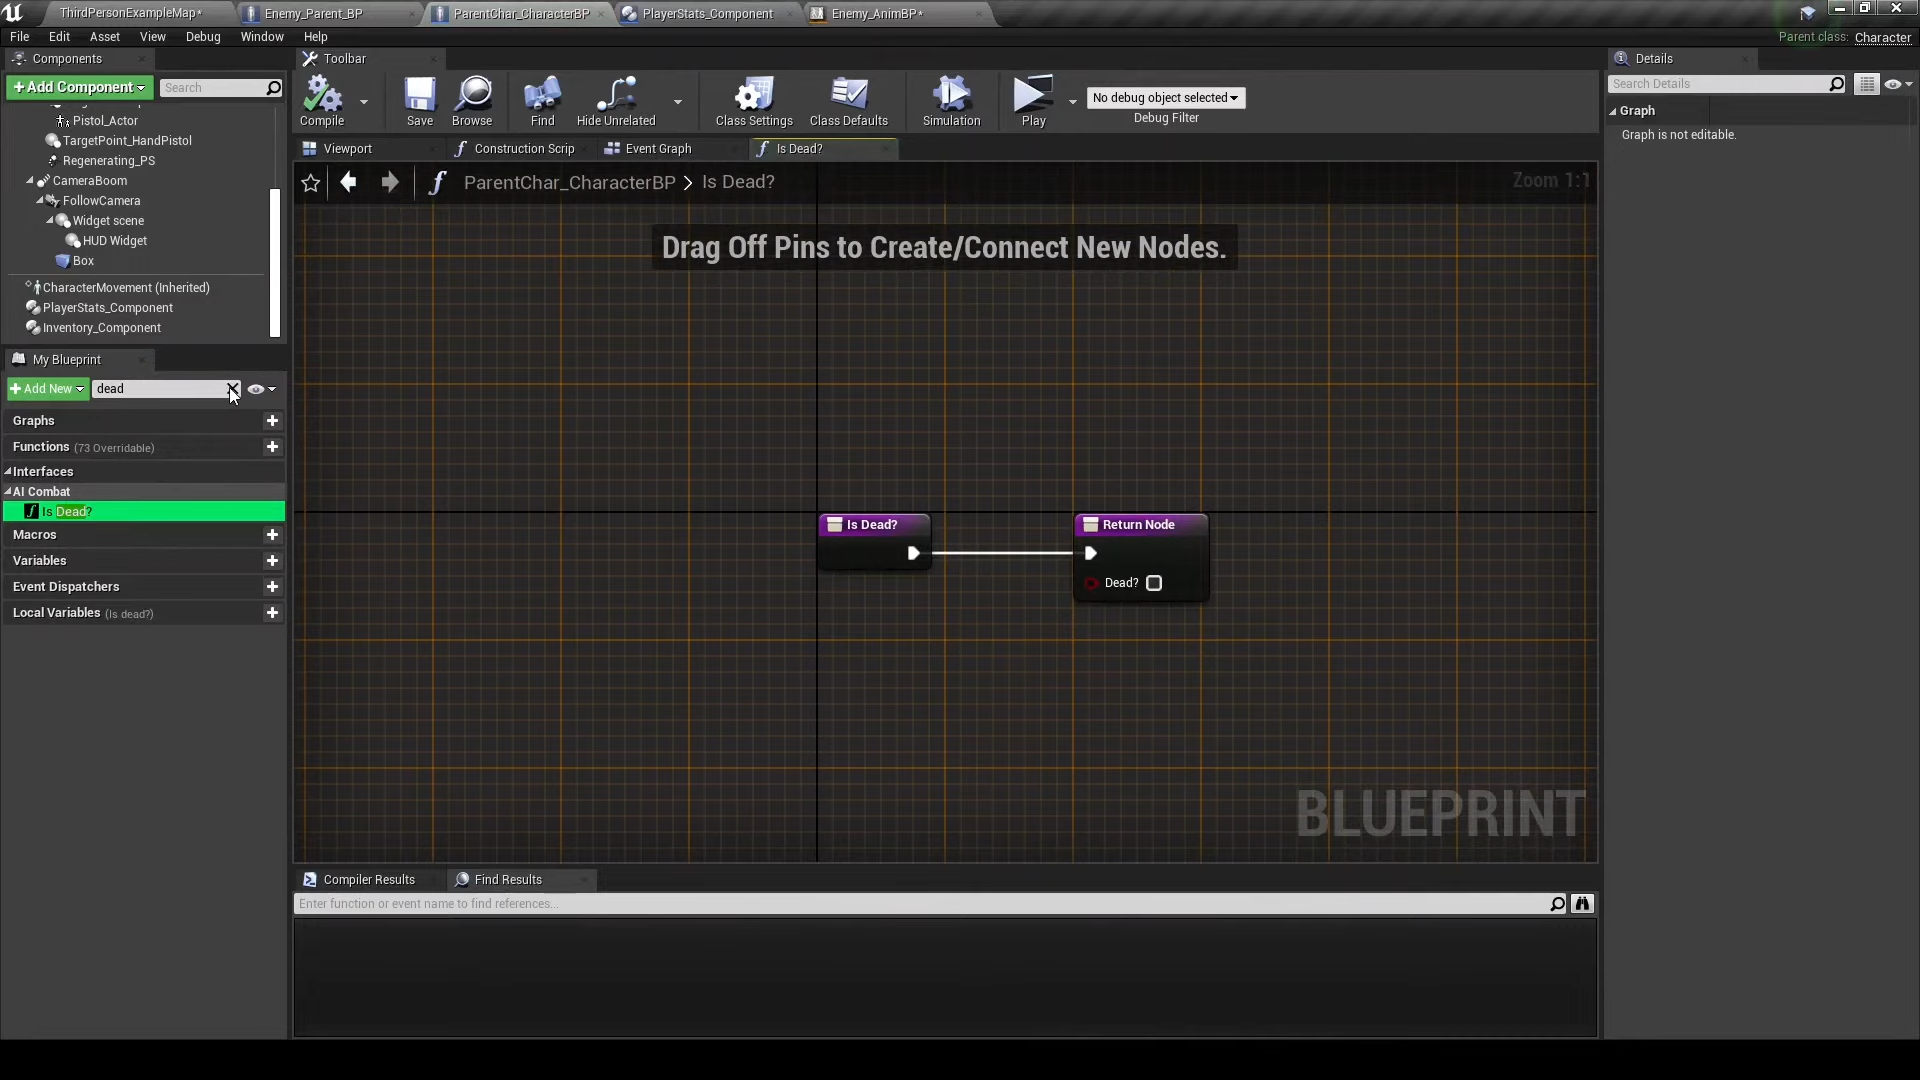 ThirdPersonExampleMap*
Enemy_Parent_BP
ParentChar_CharacterBP
PlayerStats_Component
Enemy_AnimBP*
File Edit Asset View Debug Window Help
Parent class: Character
Components
Toolbar
Details
+ Add Component
Search
Search Details
Compile
Save
Browse
Find
Hide Unrelated
Class Settings
Class Defaults
Simulation
Play
No debug object selected
Debug Filter
Graph
Graph is not editable.
Pistol_Actor
TargetPoint_HandPistol
Regenerating_PS
CameraBoom
FollowCamera
Widget scene
HUD Widget
Box
CharacterMovement (Inherited)
PlayerStats_Component
Inventory_Component
Viewport
Construction Scrip
Event Graph
Is Dead?
ParentChar_CharacterBP > Is Dead?
Zoom 1:1
Drag Off Pins to Create/Connect New Nodes.
My Blueprint
+ Add New
dead
Graphs
Functions (73 Overridable)
Interfaces
AI Combat
Is Dead?
Macros
Variables
Event Dispatchers
Local Variables (Is dead?)
Is Dead?
Return Node
Dead?
BLUEPRINT
Compiler Results
Find Results
Enter function or event name to find references...